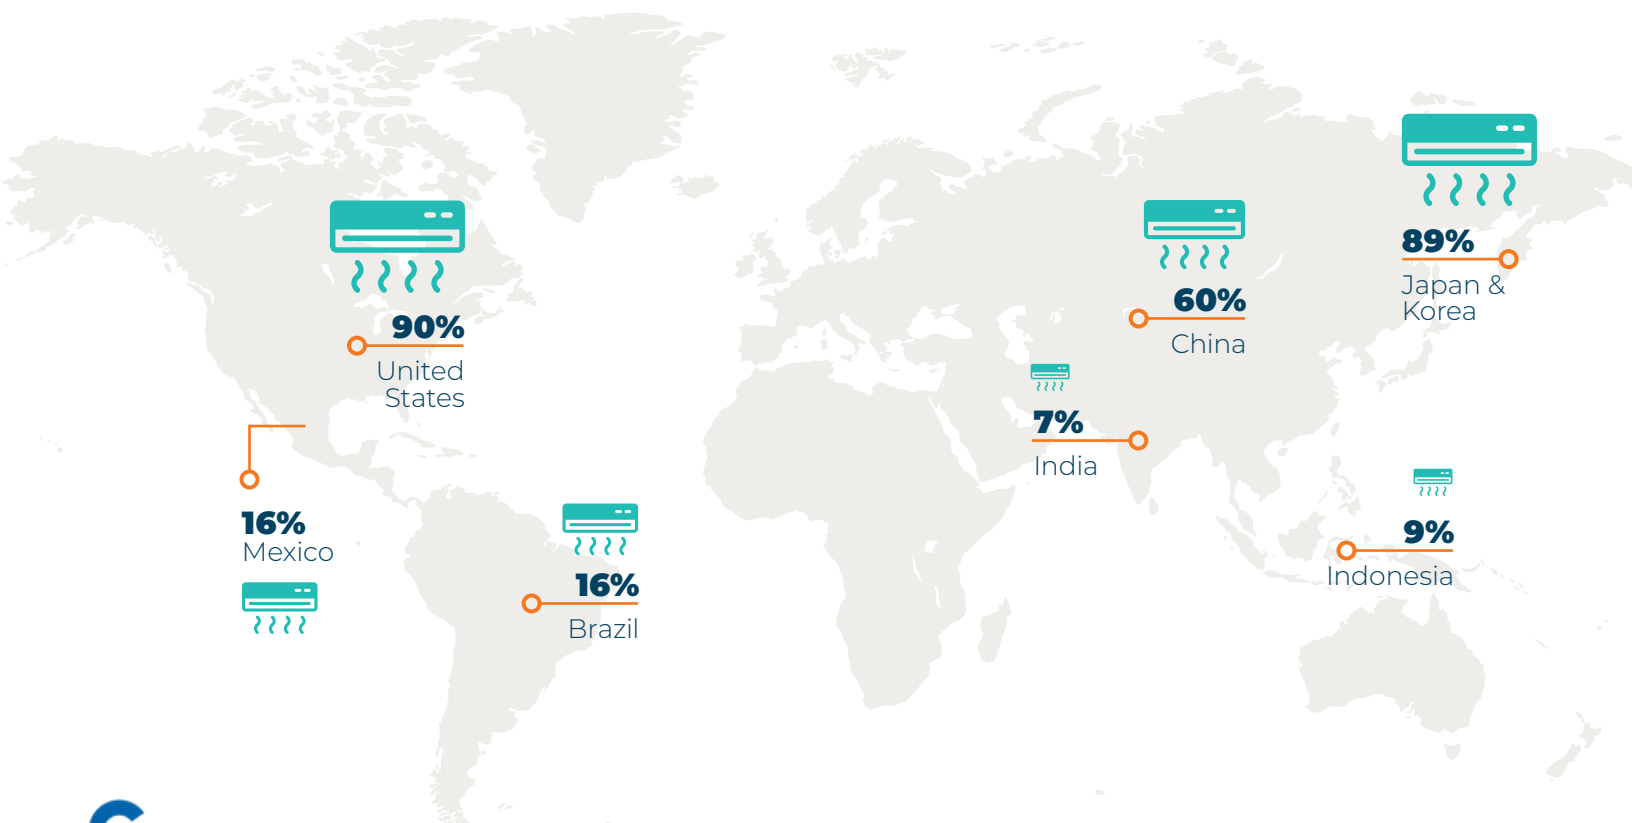 89%
Japan &
Korea
60%
China
90%
United
States
7%
India
16%
Mexico
9%
Indonesia
16%
Brazil